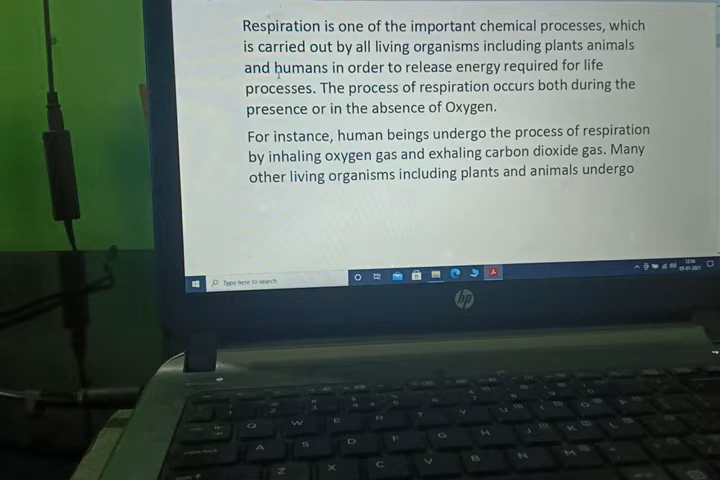 Respiration is one of the important chemical processes, which
is carried out by all living organisms including plants animals
and humans in order to release energy required for life
processes. The process of respiration occurs both during the
presence or in the absence of Oxygen.
For instance, human beings undergo the process of respiration
by inhaling oxygen gas and exhaling carbon dioxide gas. Many
other living organisms including plants and animals undergo
Type here to search
hp
Q W E R T Y U I O P
A S D F G H J K L
Z X C V B N M